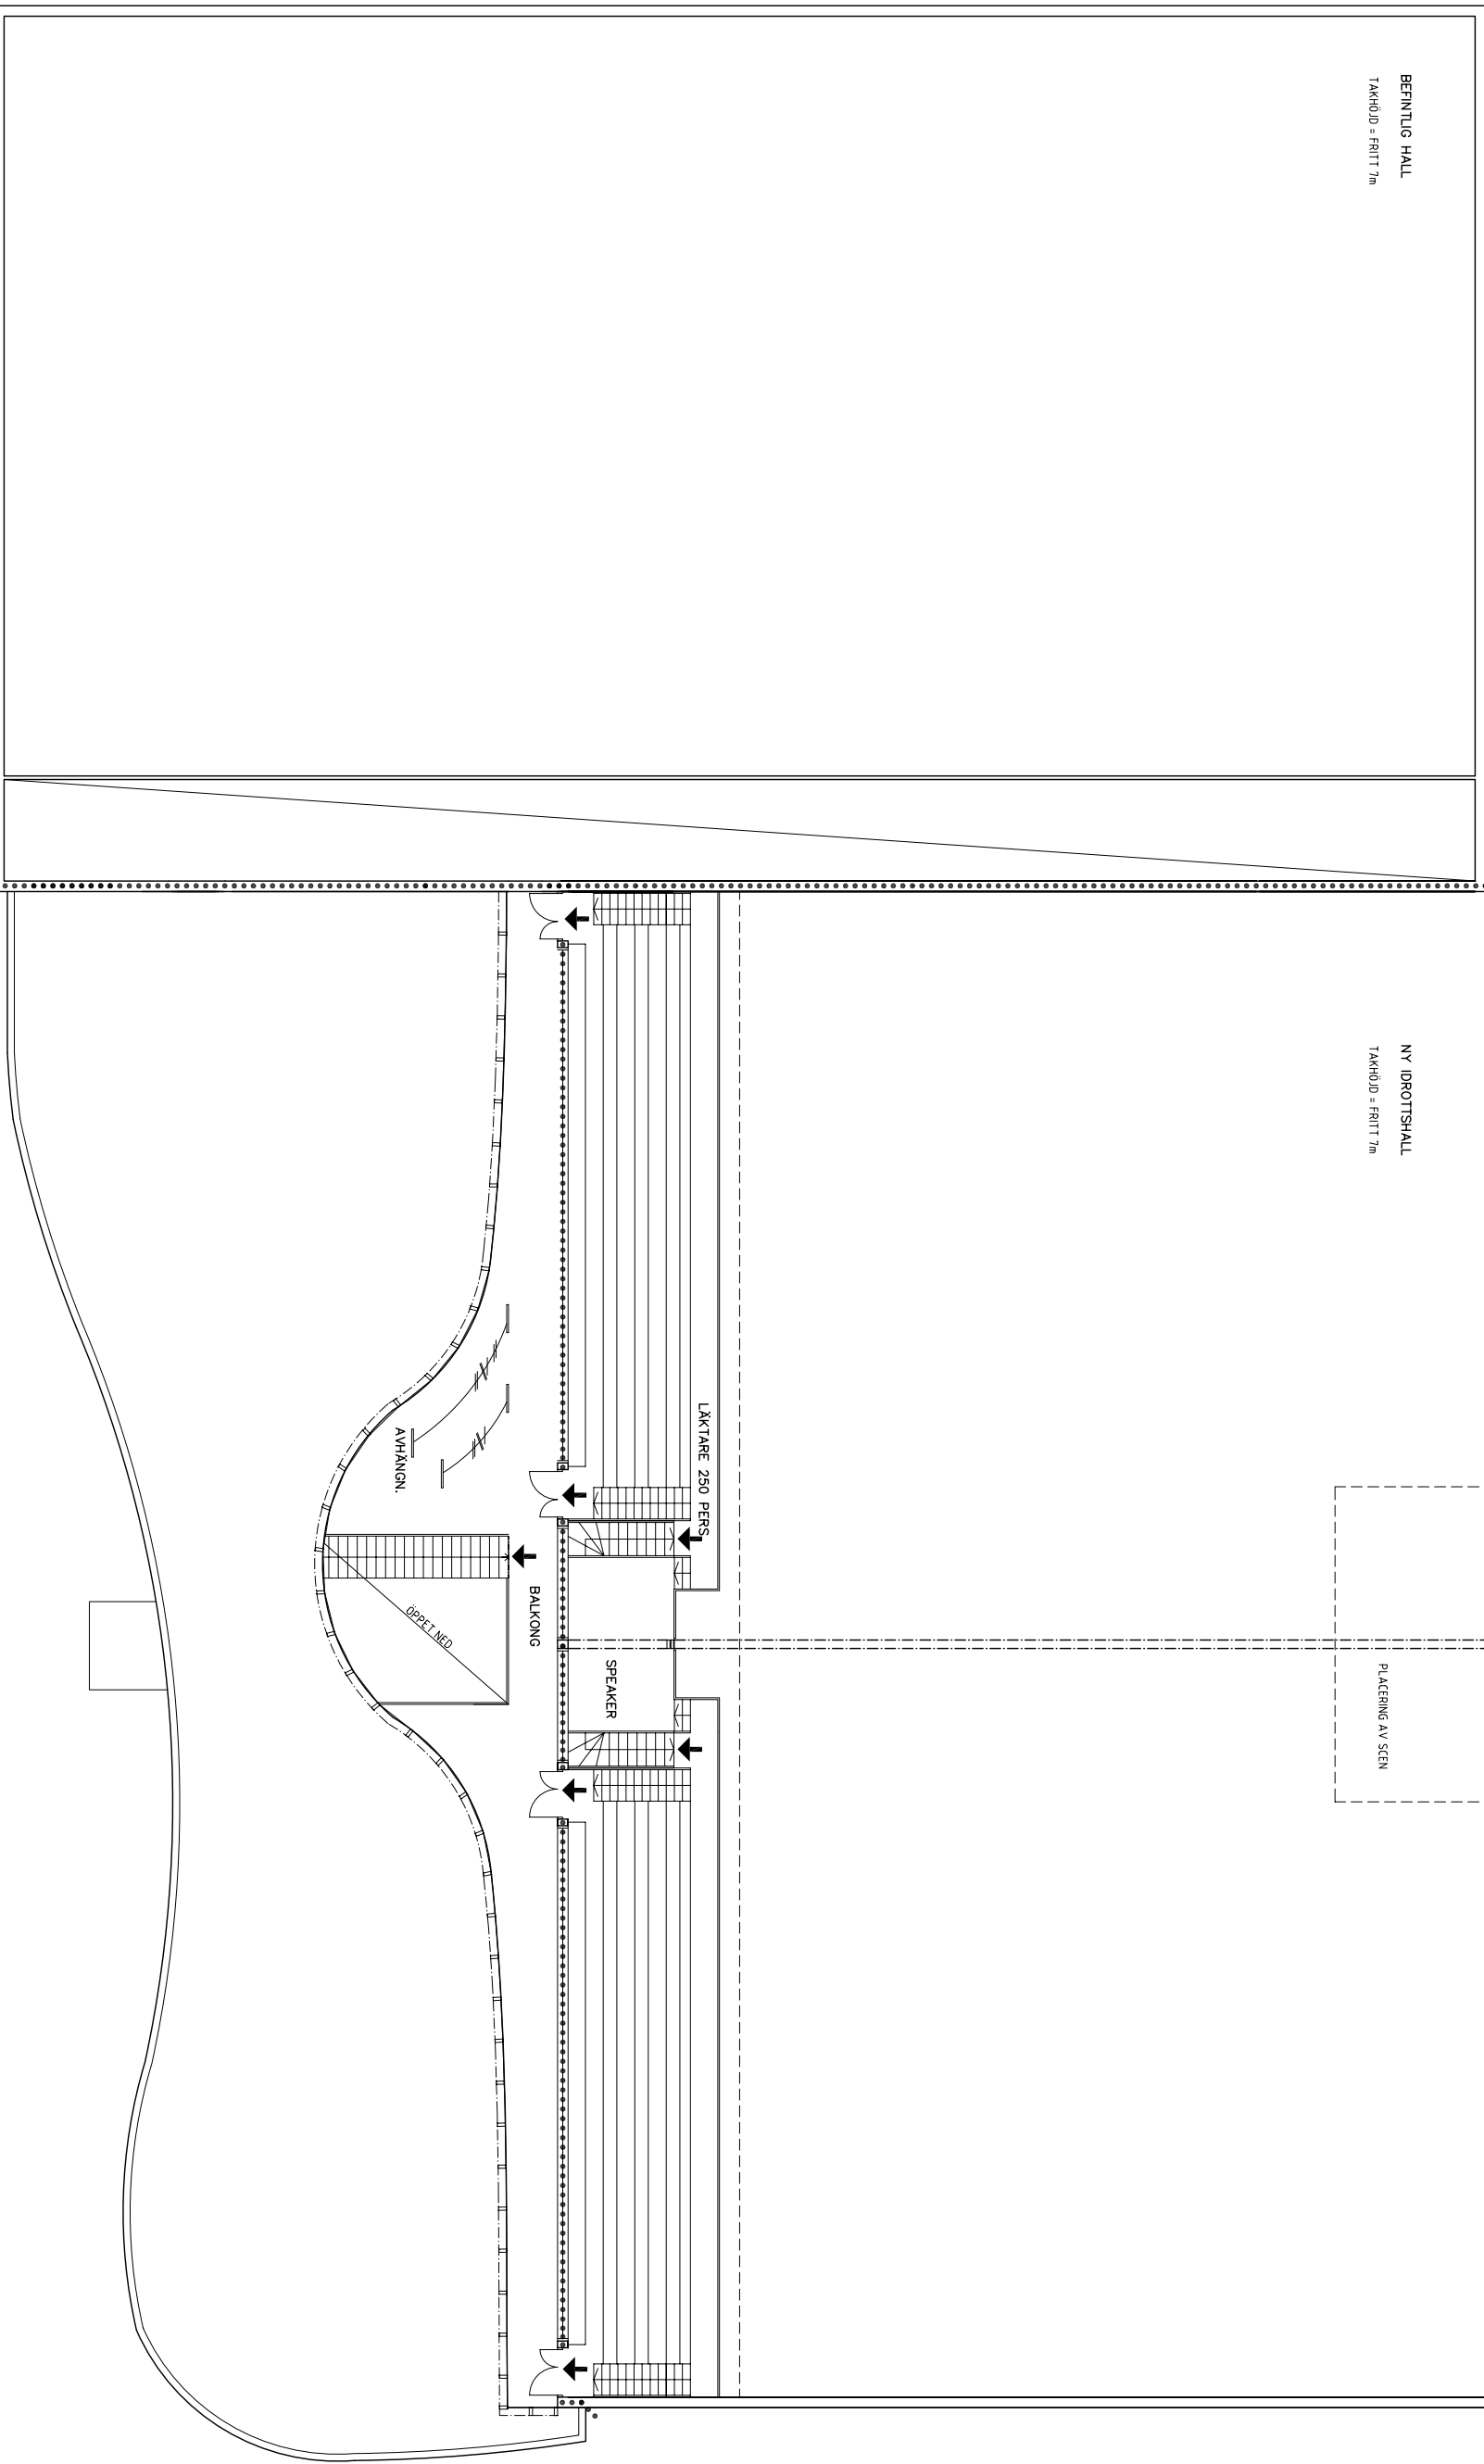 BEFINTLIG HALL
TAKHÖJD = FRITT 7m
NY IDROTTSHALL
TAKHÖJD = FRITT 7m
LÄKTARE 250 PERS
AVHÄNGN.
BALKONG
ÖPPET NED
SPEAKER
PLACERING AV SCEN